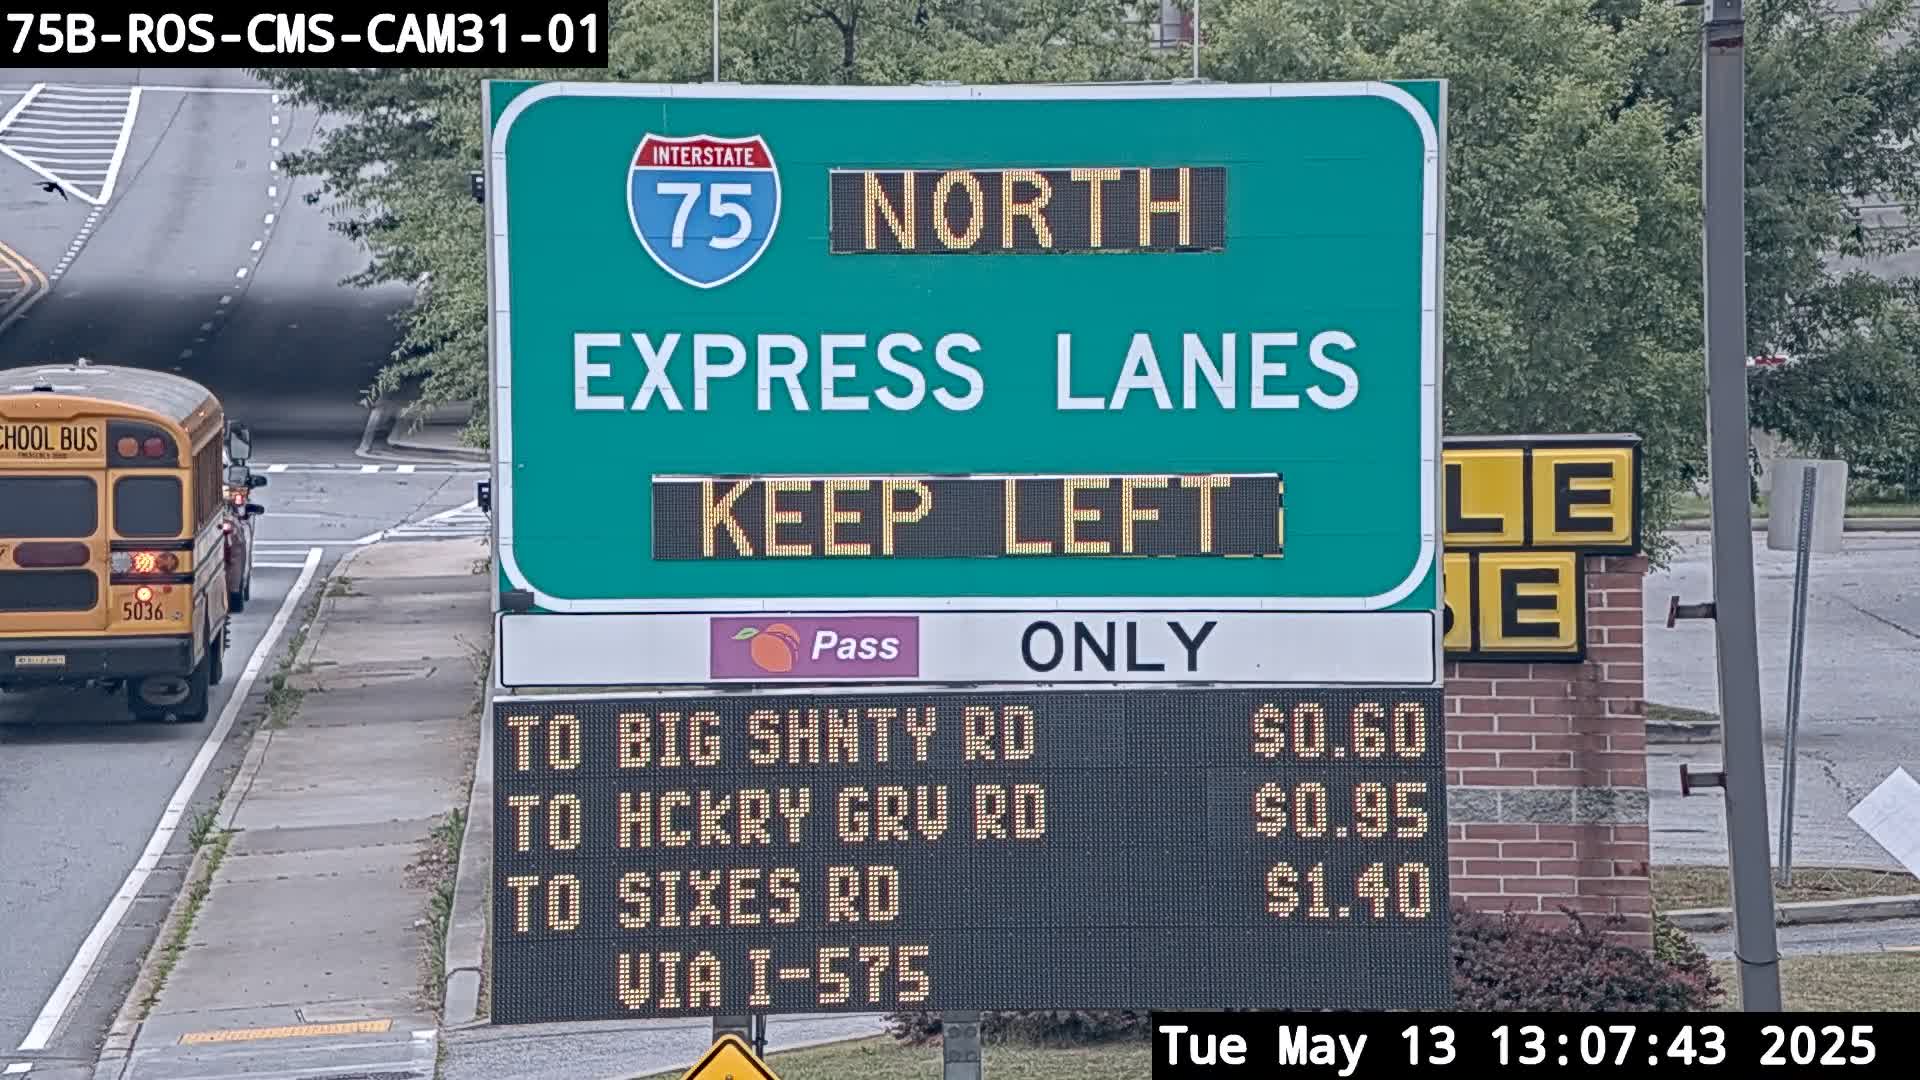 75B-ROS-CMS-CAM31-01
INTERSTATE
75
NORTH
EXPRESS LANES
KEEP LEFT
Pass ONLY
TO BIG SHNTY RD $0.60
TO HCKRY GRV RD $0.95
TO SIXES RD $1.40
VIA I-575
CHOOL BUS
5036
LE
E
Tue May 13 13:07:43 2025